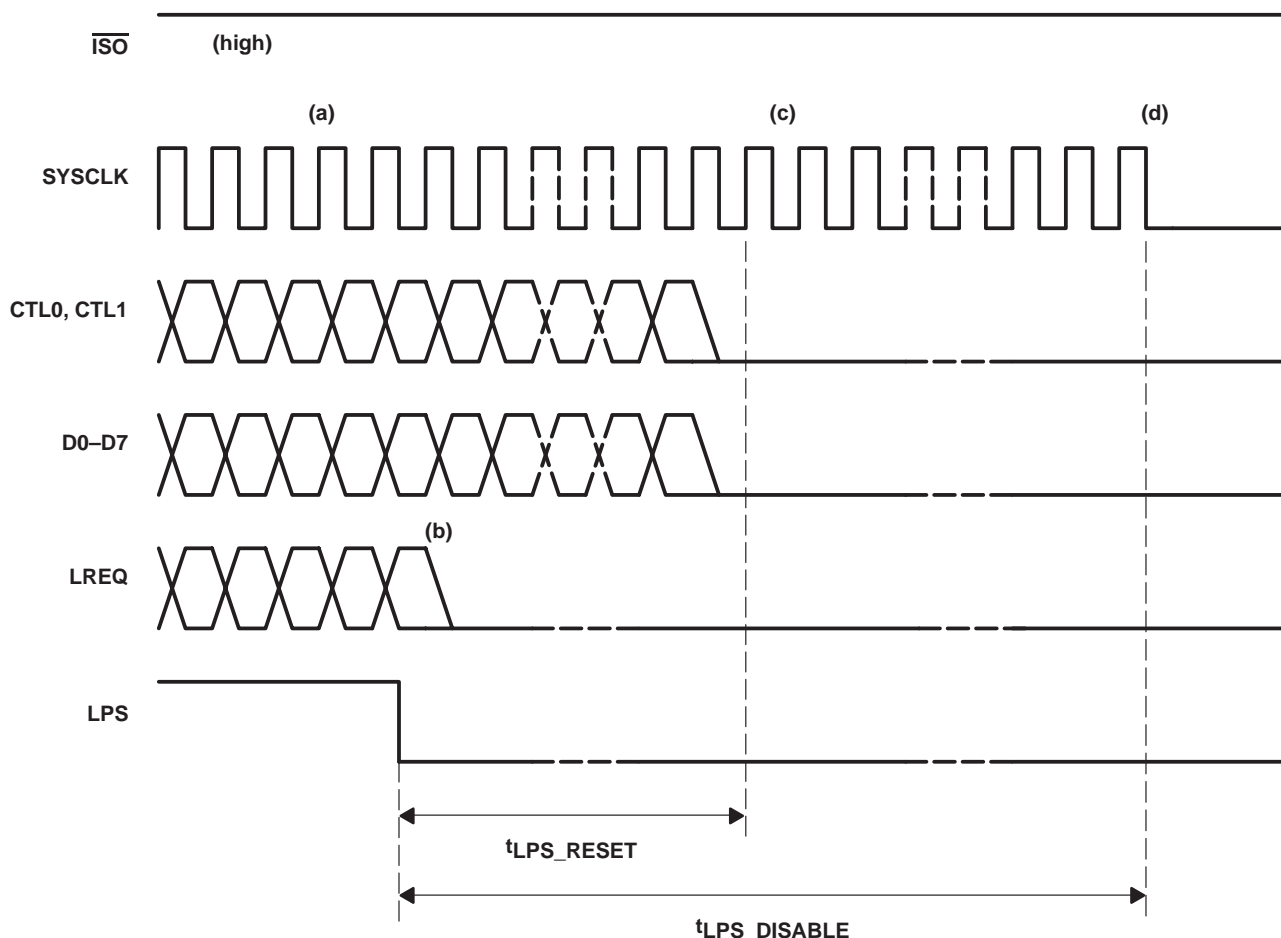 ISO (high)
(a) (c) (d)
SYSCLK
CTL0, CTL1
D0–D7
(b)
LREQ
LPS
tLPS_RESET
tLPS_DISABLE